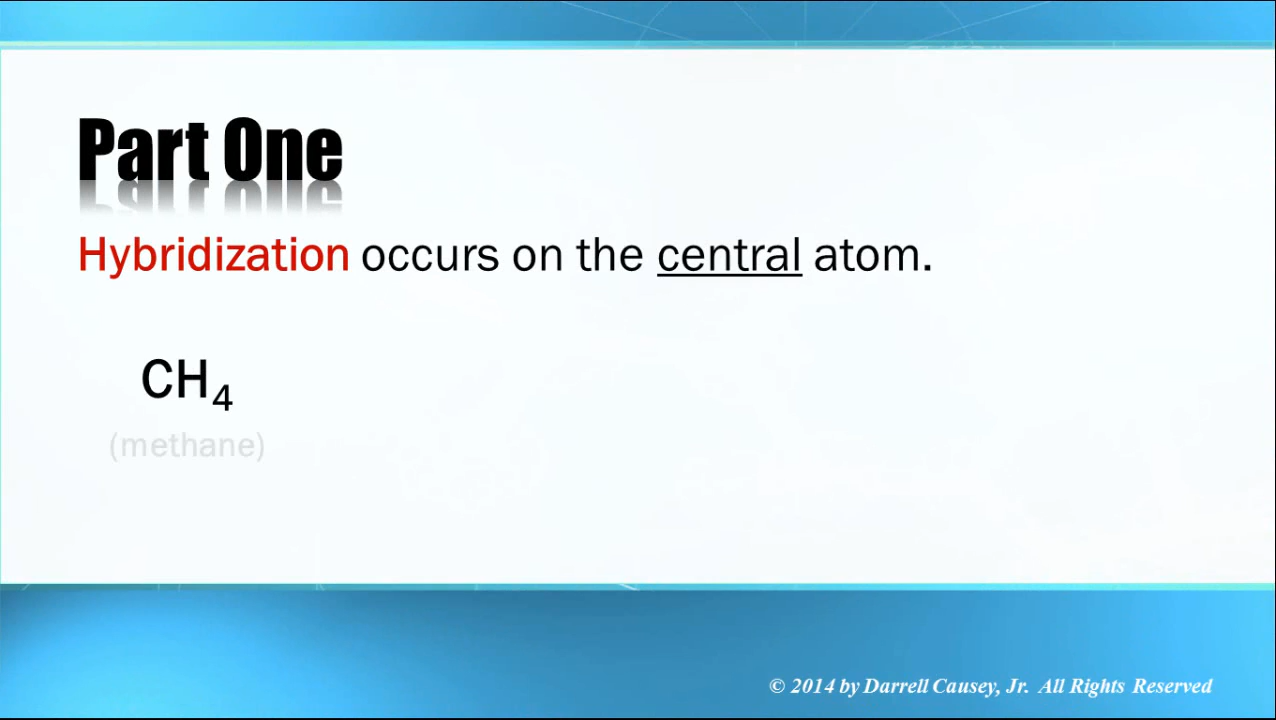 Part One
Hybridization occurs on the central atom.
CH₄
(methane)
© 2014 by Darrell Causey, Jr. All Rights Reserved